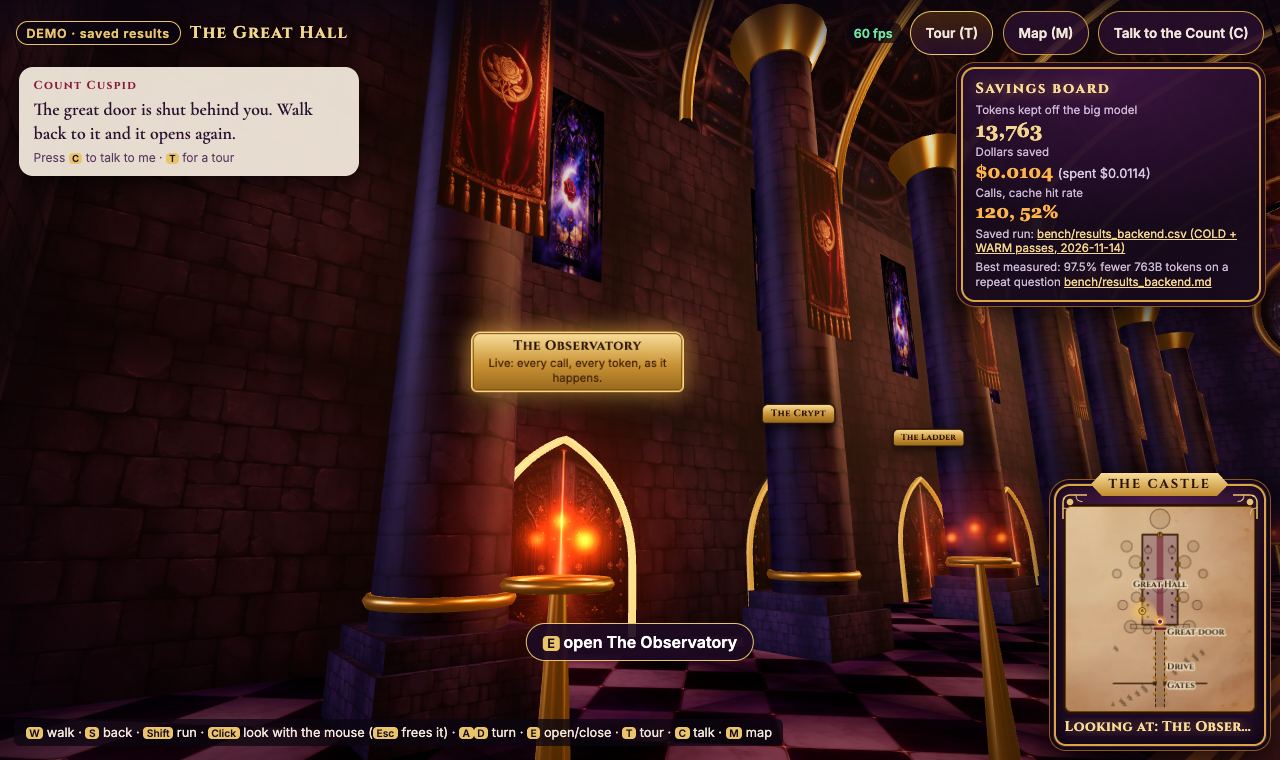 DEMO · saved results
THE GREAT HALL
60 fps
Tour (T)
Map (M)
Talk to the Count (C)
COUNT CUSPID
The great door is shut behind you. Walk
back to it and it opens again.
Press C to talk to me · T for a tour
SAVINGS BOARD
Tokens kept off the big model
13,763
Dollars saved
$0.0104 (spent $0.0114)
Calls, cache hit rate
120, 52%
Saved run: bench/results_backend.csv (COLD +
WARM passes, 2026-11-14)
Best measured: 97.5% fewer 763B tokens on a
repeat question bench/results_backend.md
THE OBSERVATORY
Live: every call, every token, as it
happens.
THE CRYPT
THE LADDER
THE CASTLE
GREAT HALL
GREAT DOOR
DRIVE
GATES
LOOKING AT: THE OBSER...
E open The Observatory
W walk · S back · Shift run · Click look with the mouse (Esc frees it) · A D turn · E open/close · T tour · C talk · M map